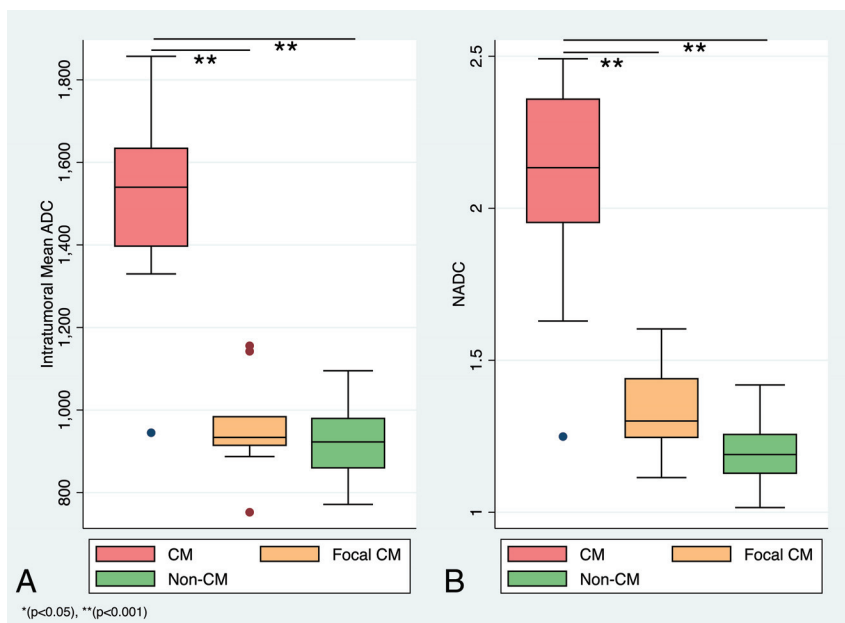 ** **
Intratumoral Mean ADC
1,800
1,600
1,400
1,200
1,000
800
CM Focal CM
Non-CM
A
** **
NADC
2.5
2
1.5
1
CM Focal CM
Non-CM
B
*(p<0.05), **(p<0.001)